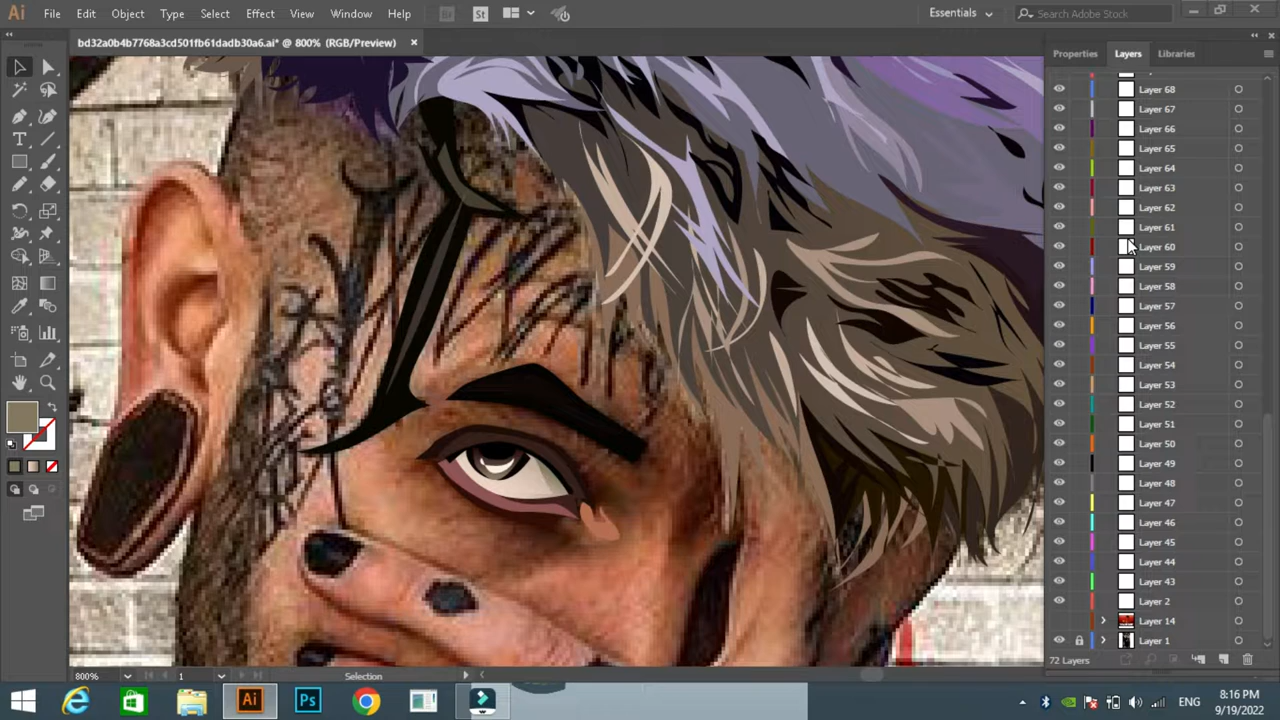 Ai File Edit Object Type Select Effect View Window Help Br St Essentials Search Adobe Stock
bd32a0b4b7768a3cd501fb61dadb30a6.ai* @ 800% (RGB/Preview)
Properties Layers Libraries
Layer 68
Layer 67
Layer 66
Layer 65
Layer 64
Layer 63
Layer 62
Layer 61
Layer 60
Layer 59
Layer 58
Layer 57
Layer 56
Layer 55
Layer 54
Layer 53
Layer 52
Layer 51
Layer 50
Layer 49
Layer 48
Layer 47
Layer 46
Layer 45
Layer 44
Layer 43
Layer 2
Layer 14
Layer 1
72 Layers
800% 1 Selection
Ai Ps ENG 8:16 PM
9/19/2022